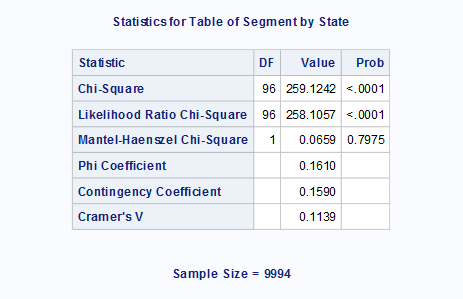 Statistics for Table of Segment by State
Statistic DF Value Prob
Chi-Square 96 259.1242 <.0001
Likelihood Ratio Chi-Square 96 258.1057 <.0001
Mantel-Haenszel Chi-Square 1 0.0659 0.7975
Phi Coefficient 0.1610
Contingency Coefficient 0.1590
Cramer's V 0.1139
Sample Size = 9994